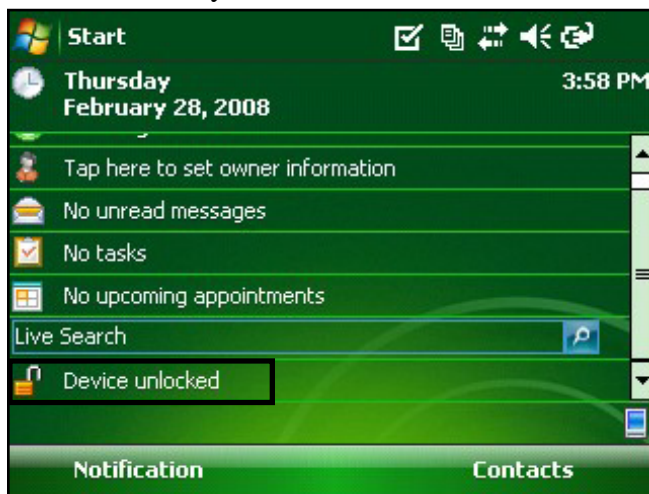 Start
Thursday
3:58 PM
February 28, 2008
Tap here to set owner information
No unread messages
No tasks
No upcoming appointments
Live Search
Device unlocked
Notification
Contacts